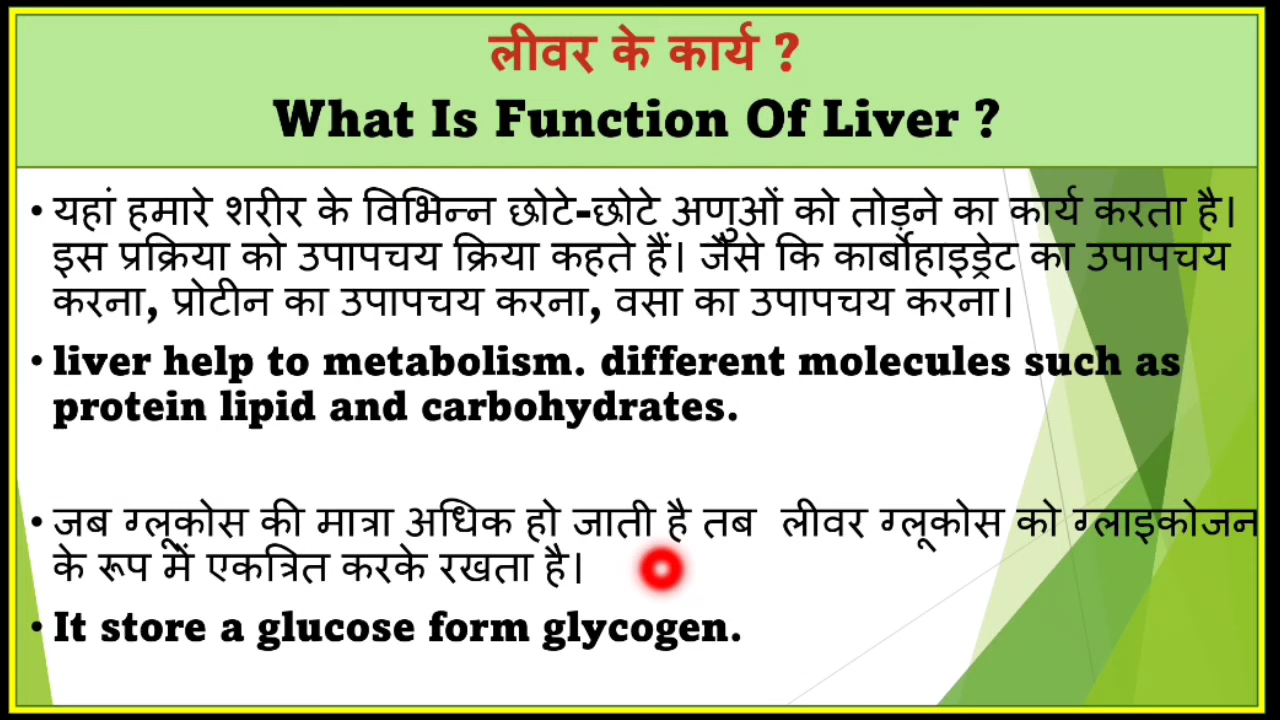 लीवर के कार्य ?
What Is Function Of Liver ?
• यहां हमारे शरीर के विभिन्न छोटे-छोटे अणुओं को तोड़ने का कार्य करता है।
इस प्रक्रिया को उपापचय क्रिया कहते हैं। जैसे कि कार्बोहाइड्रेट का उपापचय
करना, प्रोटीन का उपापचय करना, वसा का उपापचय करना।
• liver help to metabolism. different molecules such as
protein lipid and carbohydrates.
• जब ग्लूकोस की मात्रा अधिक हो जाती है तब लीवर ग्लूकोस को ग्लाइकोजन
के रूप में एकत्रित करके रखता है।
• It store a glucose form glycogen.